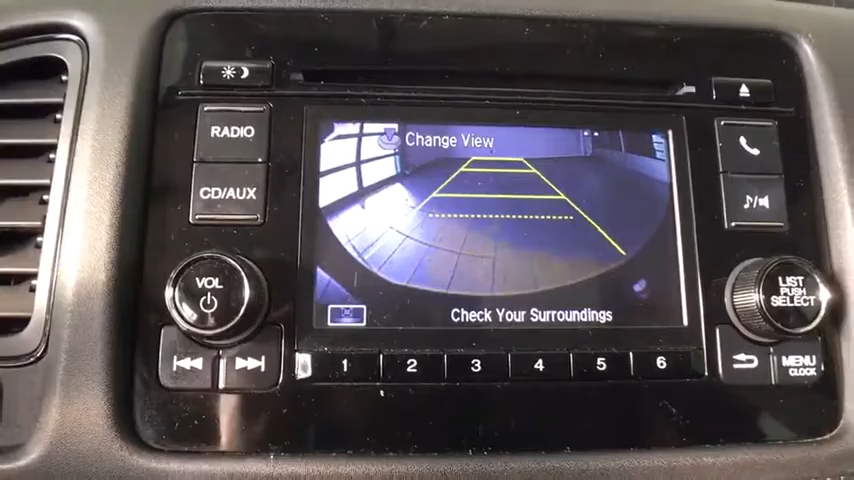 RADIO
CD/AUX
VOL
Change View
Check Your Surroundings
LIST
PUSH
SELECT
1 2 3 4 5 6
MENU
CLOCK